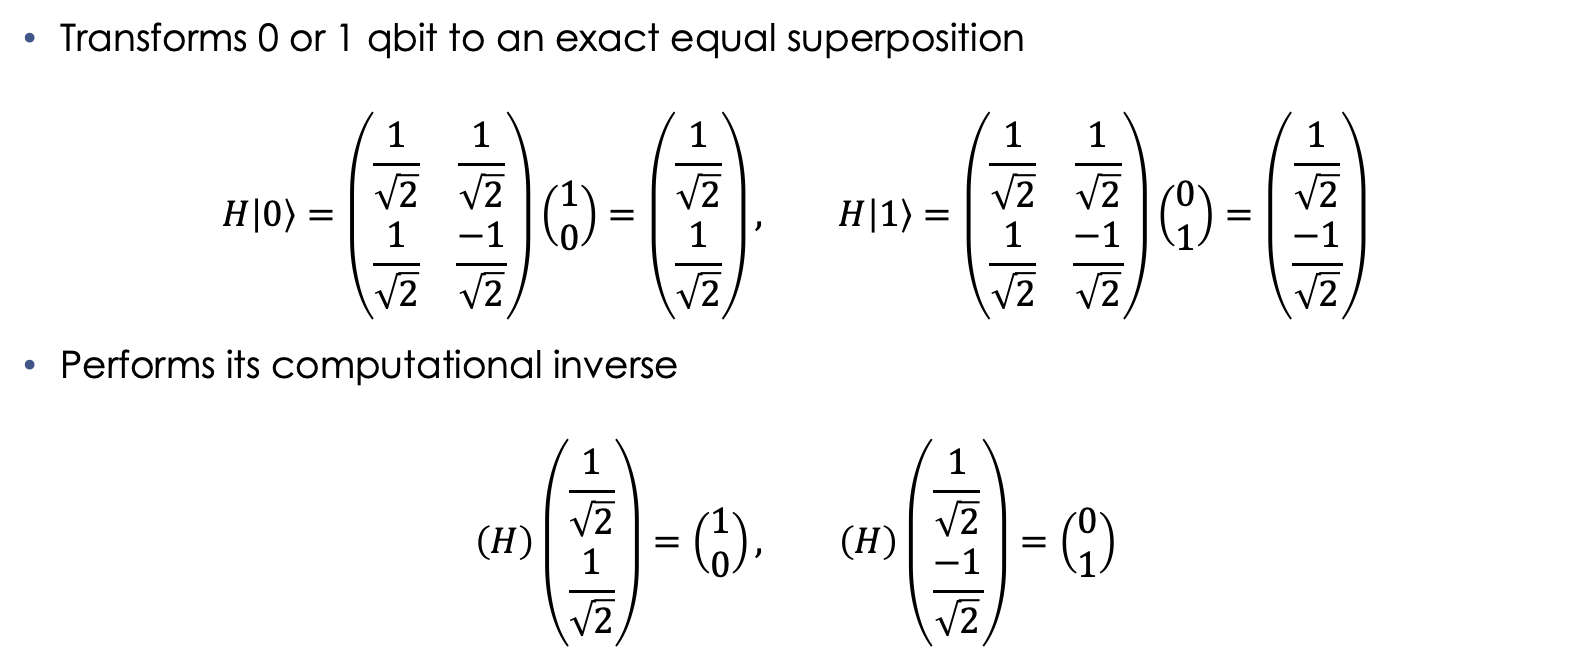 • Transforms 0 or 1 qbit to an exact equal superposition
H|0⟩ = (1/√2 1/√2; 1/√2 −1/√2)(1; 0) = (1/√2; 1/√2), H|1⟩ = (1/√2 1/√2; 1/√2 −1/√2)(0; 1) = (1/√2; −1/√2)
• Performs its computational inverse
(H)(1/√2; 1/√2) = (1; 0), (H)(1/√2; −1/√2) = (0; 1)